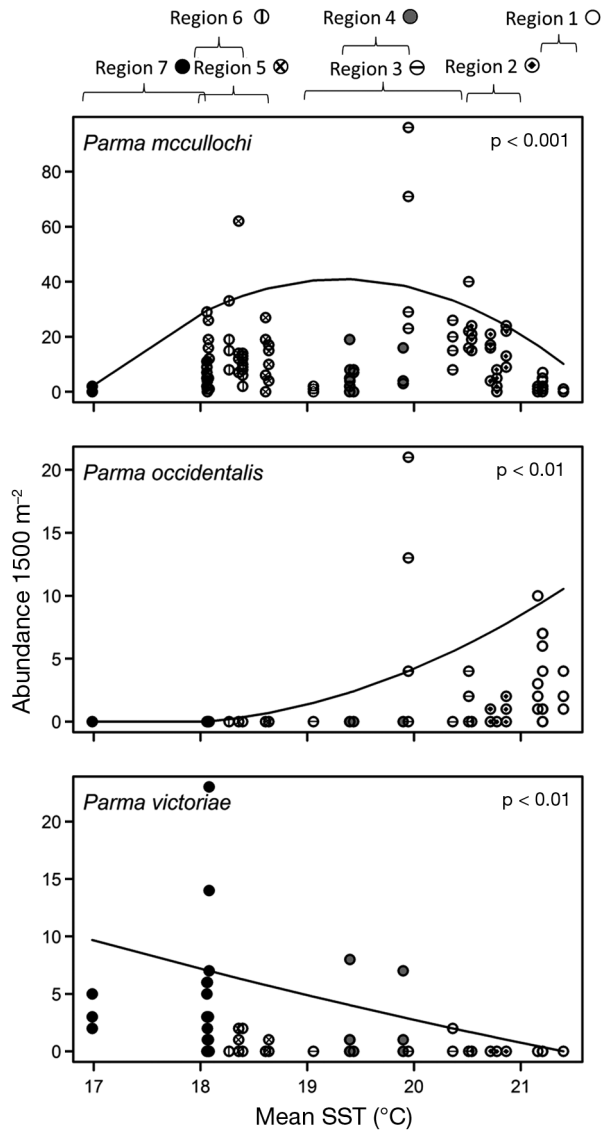 Region 6 Region 4 Region 1
Region 7 Region 5 Region 3 Region 2
Parma mccullochi p < 0.001
80
60
40
20
0
Parma occidentalis p < 0.01
20
15
10
5
0
Abundance 1500 m⁻²
Parma victoriae p < 0.01
20
15
10
5
0
17 18 19 20 21
Mean SST (°C)